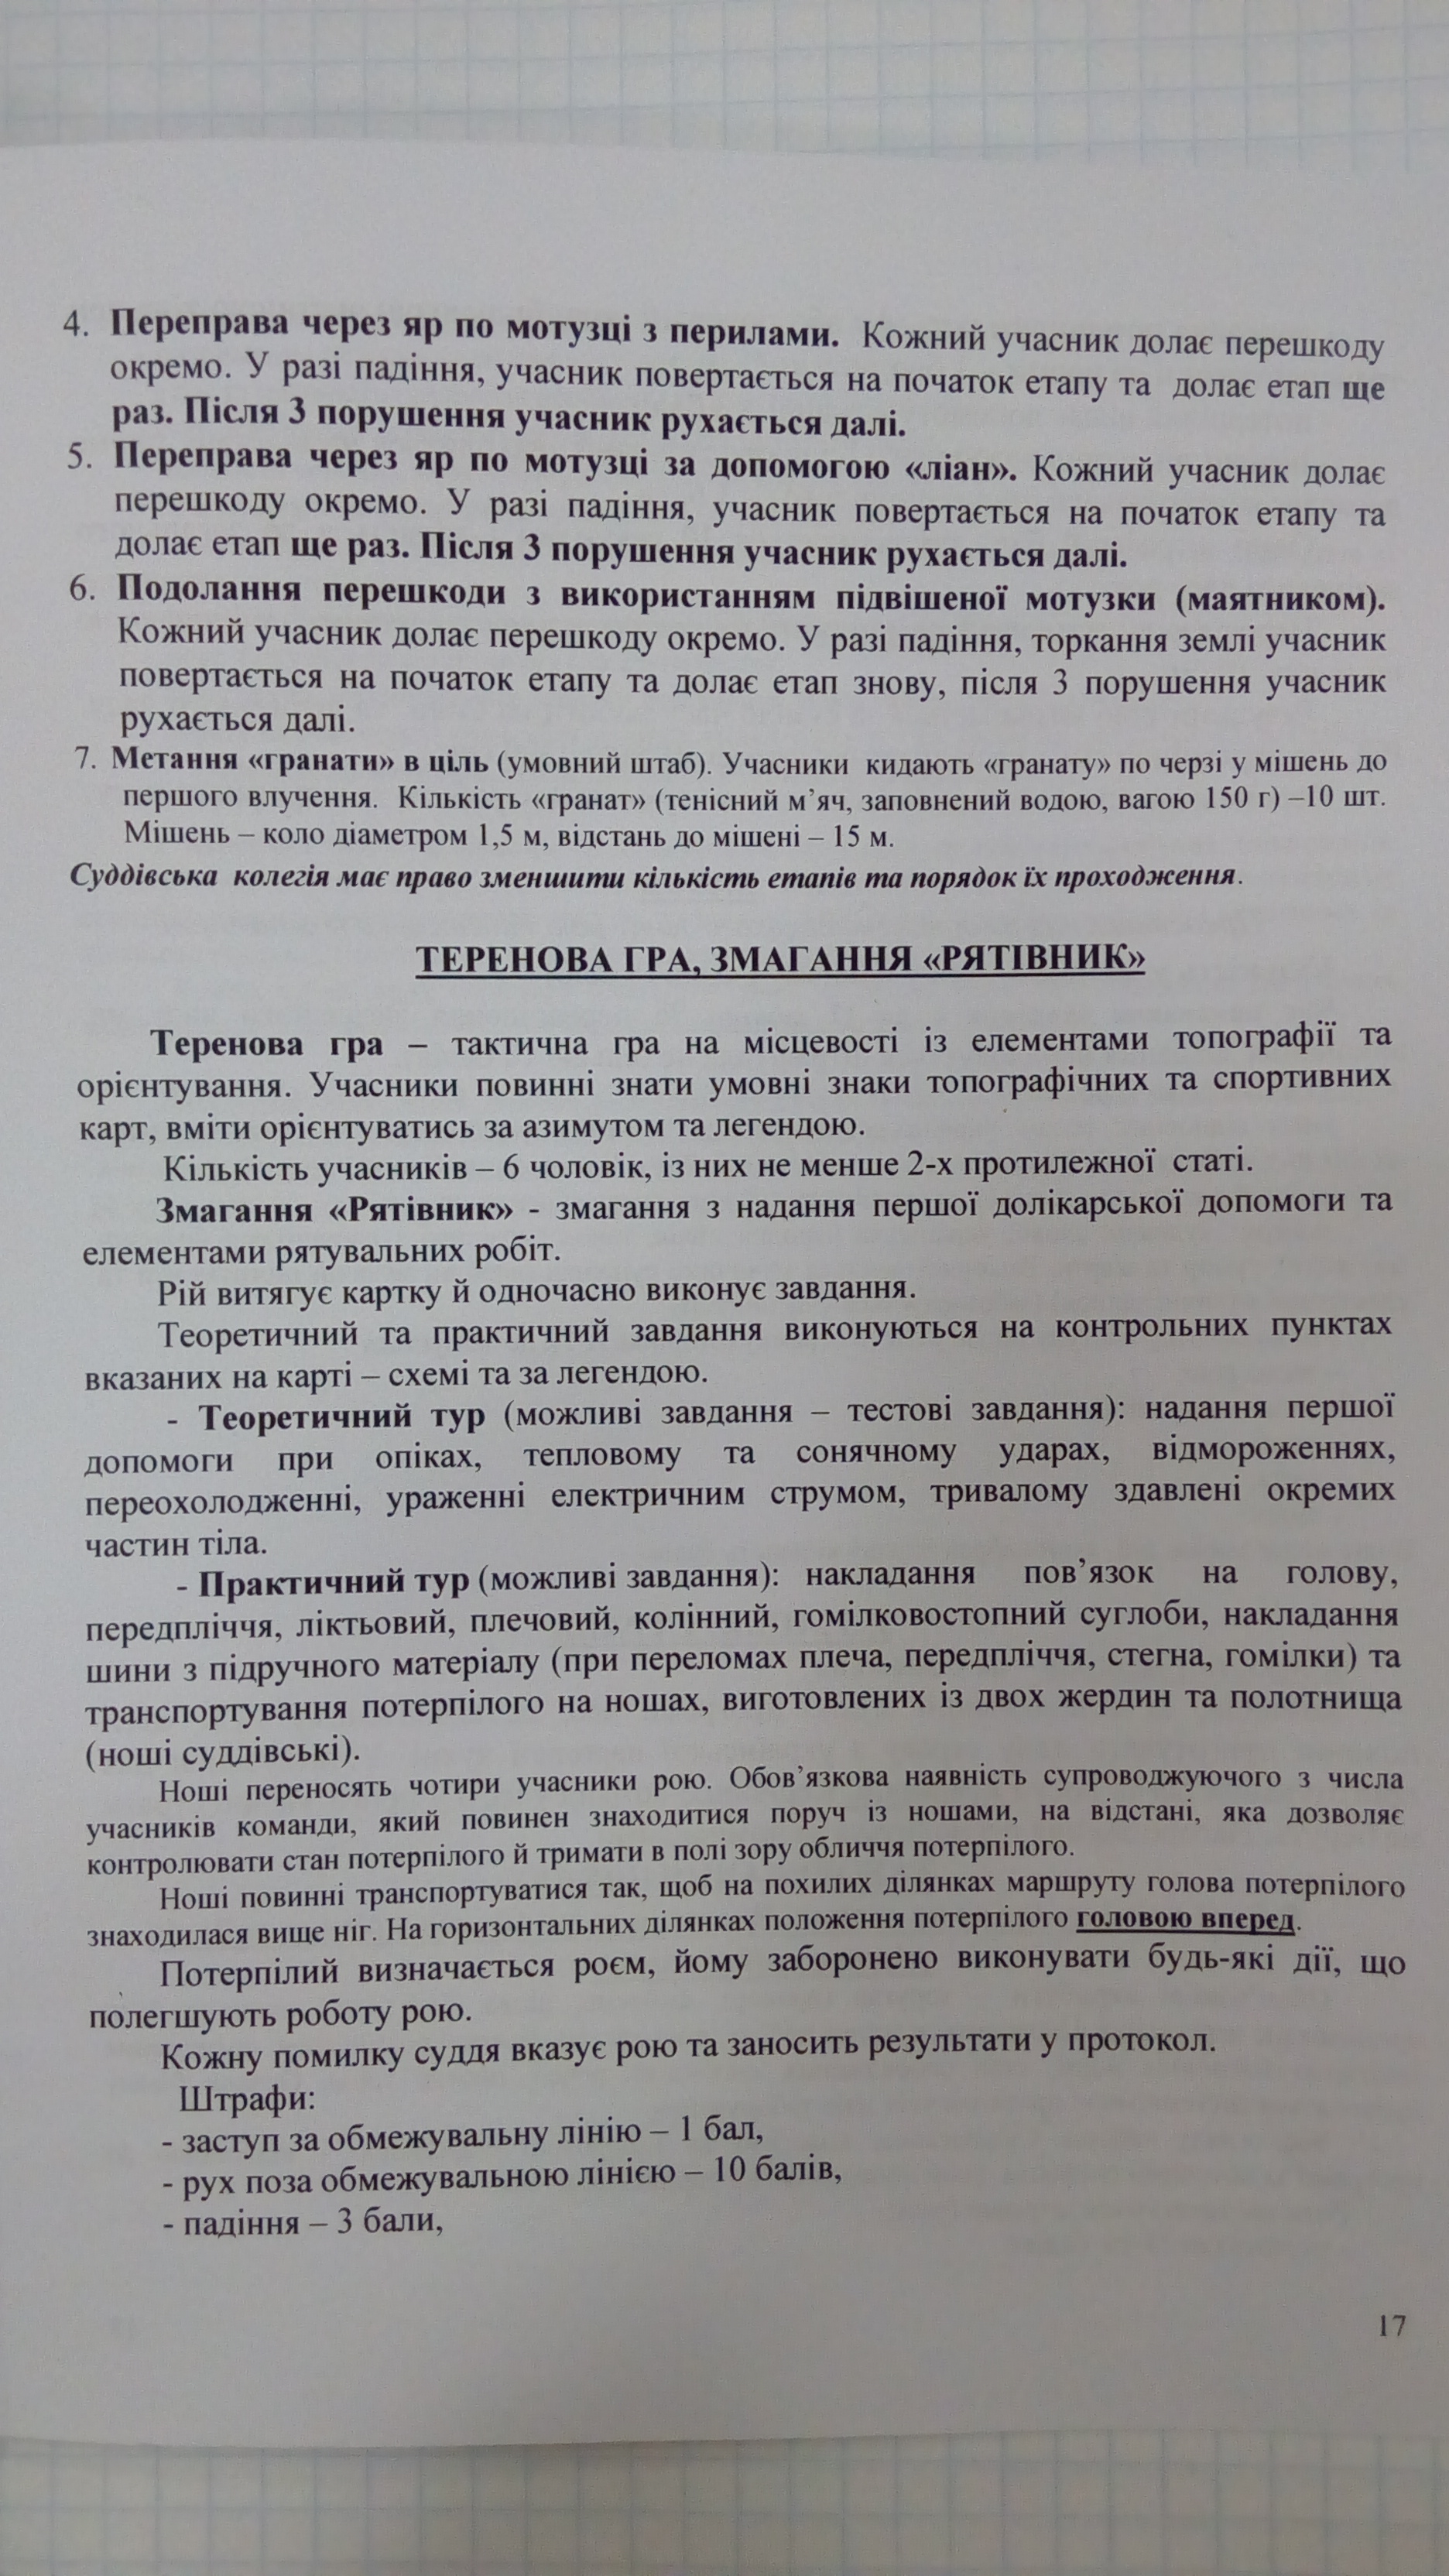 4. Переправа через яр по мотузці з перилами. Кожний учасник долає перешкоду
окремо. У разі падіння, учасник повертається на початок етапу та долає етап ще
раз. Після 3 порушення учасник рухається далі.
5. Переправа через яр по мотузці за допомогою «ліан». Кожний учасник долає
перешкоду окремо. У разі падіння, учасник повертається на початок етапу та
долає етап ще раз. Після 3 порушення учасник рухається далі.
6. Подолання перешкоди з використанням підвішеної мотузки (маятником).
Кожний учасник долає перешкоду окремо. У разі падіння, торкання землі учасник
повертається на початок етапу та долає етап знову, після 3 порушення учасник
рухається далі.
7. Метання «гранати» в ціль (умовний штаб). Учасники кидають «гранату» по черзі у мішень до
першого влучення. Кількість «гранат» (тенісний м’яч, заповнений водою, вагою 150 г) –10 шт.
Мішень – коло діаметром 1,5 м, відстань до мішені – 15 м.
Суддівська колегія має право зменшити кількість етапів та порядок їх проходження.
ТЕРЕНОВА ГРА, ЗМАГАННЯ «РЯТІВНИК»
Теренова гра – тактична гра на місцевості із елементами топографії та
орієнтування. Учасники повинні знати умовні знаки топографічних та спортивних
карт, вміти орієнтуватись за азимутом та легендою.
Кількість учасників – 6 чоловік, із них не менше 2-х протилежної статі.
Змагання «Рятівник» - змагання з надання першої долікарської допомоги та
елементами рятувальних робіт.
Рій витягує картку й одночасно виконує завдання.
Теоретичний та практичний завдання виконуються на контрольних пунктах
вказаних на карті – схемі та за легендою.
- Теоретичний тур (можливі завдання – тестові завдання): надання першої
допомоги при опіках, тепловому та сонячному ударах, відмороженнях,
переохолодженні, ураженні електричним струмом, тривалому здавлені окремих
частин тіла.
- Практичний тур (можливі завдання): накладання пов’язок на голову,
передпліччя, ліктьовий, плечовий, колінний, гомілковостопний суглоби, накладання
шини з підручного матеріалу (при переломах плеча, передпліччя, стегна, гомілки) та
транспортування потерпілого на ношах, виготовлених із двох жердин та полотнища
(ноші суддівські).
Ноші переносять чотири учасники рою. Обов’язкова наявність супроводжуючого з числа
учасників команди, який повинен знаходитися поруч із ношами, на відстані, яка дозволяє
контролювати стан потерпілого й тримати в полі зору обличчя потерпілого.
Ноші повинні транспортуватися так, щоб на похилих ділянках маршруту голова потерпілого
знаходилася вище ніг. На горизонтальних ділянках положення потерпілого головою вперед.
Потерпілий визначається роєм, йому заборонено виконувати будь-які дії, що
полегшують роботу рою.
Кожну помилку суддя вказує рою та заносить результати у протокол.
Штрафи:
- заступ за обмежувальну лінію – 1 бал,
- рух поза обмежувальною лінією – 10 балів,
- падіння – 3 бали,
17